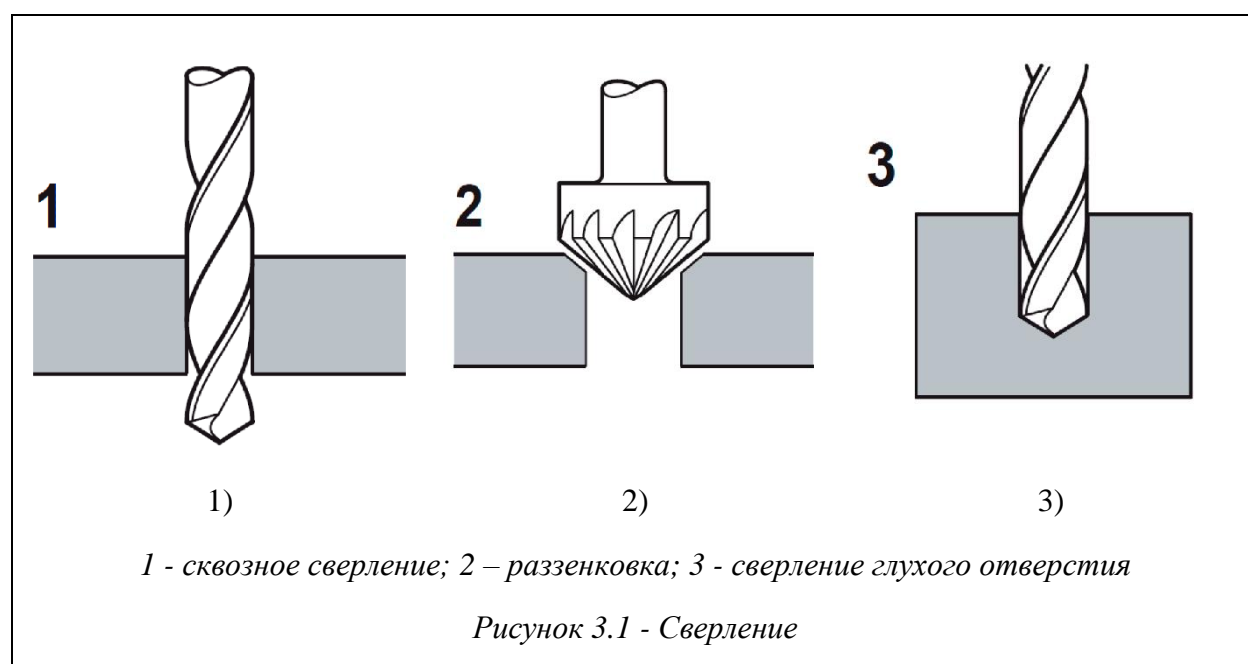 1
2
3
1) 2) 3)
1 - сквозное сверление; 2 – раззенковка; 3 - сверление глухого отверстия
Рисунок 3.1 - Сверление